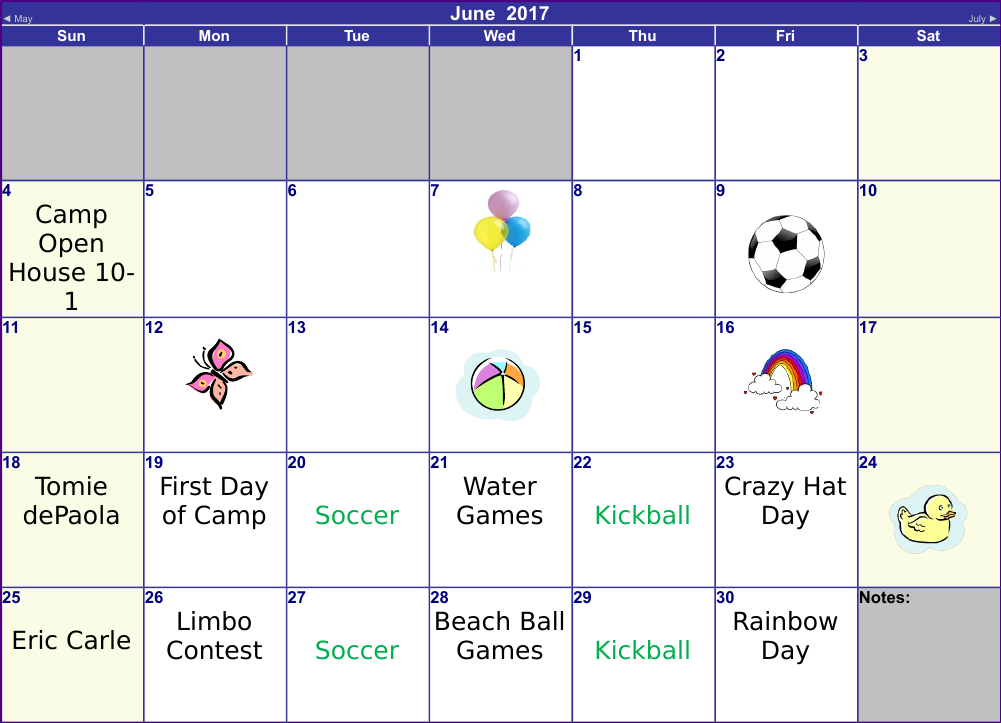 June 2017
◄ May
July ►
Sun Mon Tue Wed Thu Fri Sat
1 2 3
4 5 6 7 8 9 10
Camp
Open
House 10-
1
11 12 13 14 15 16 17
18 19 20 21 22 23 24
Tomie
dePaola
First Day
of Camp
Soccer
Water
Games
Kickball
Crazy Hat
Day
25 26 27 28 29 30 Notes:
Eric Carle
Limbo
Contest
Soccer
Beach Ball
Games
Kickball
Rainbow
Day